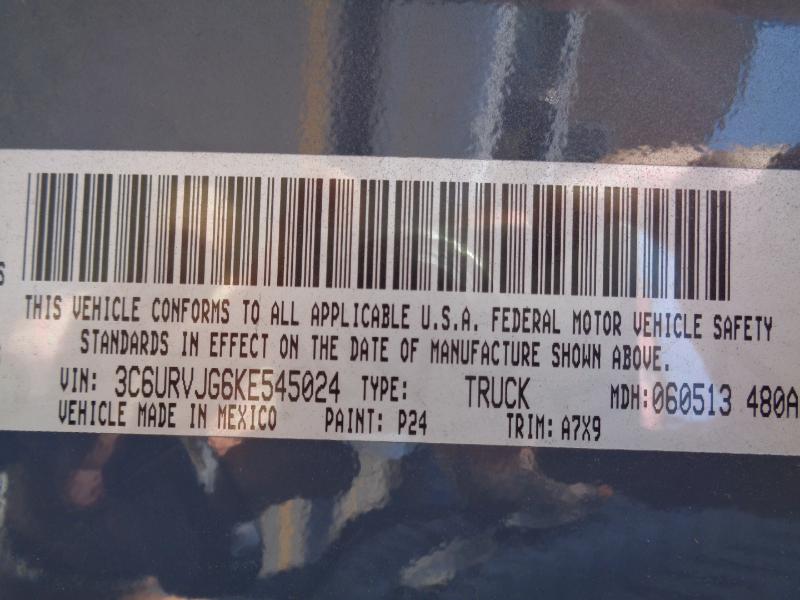 THIS VEHICLE CONFORMS TO ALL APPLICABLE U.S.A. FEDERAL MOTOR VEHICLE SAFETY
STANDARDS IN EFFECT ON THE DATE OF MANUFACTURE SHOWN ABOVE.
VIN: 3C6URVJG6KE545024 TYPE: TRUCK MDH:060513 480A
VEHICLE MADE IN MEXICO PAINT: P24 TRIM: A7X9